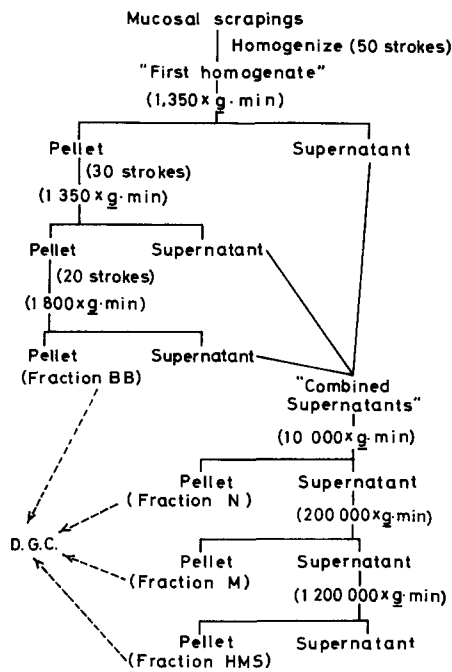 Mucosal scrapings
Homogenize (50 strokes)
"First homogenate"
(1,350 x g · min)
Pellet Supernatant
(30 strokes)
(1 350 x g · min)
Pellet Supernatant
(20 strokes)
(1 800 x g · min)
Pellet Supernatant
(Fraction BB)
"Combined
Supernatants"
(10 000 x g · min)
Pellet Supernatant
(Fraction N)
(200 000 x g · min)
D.G.C.
Pellet Supernatant
(Fraction M)
(1 200 000 x g · min)
Pellet Supernatant
(Fraction HMS)